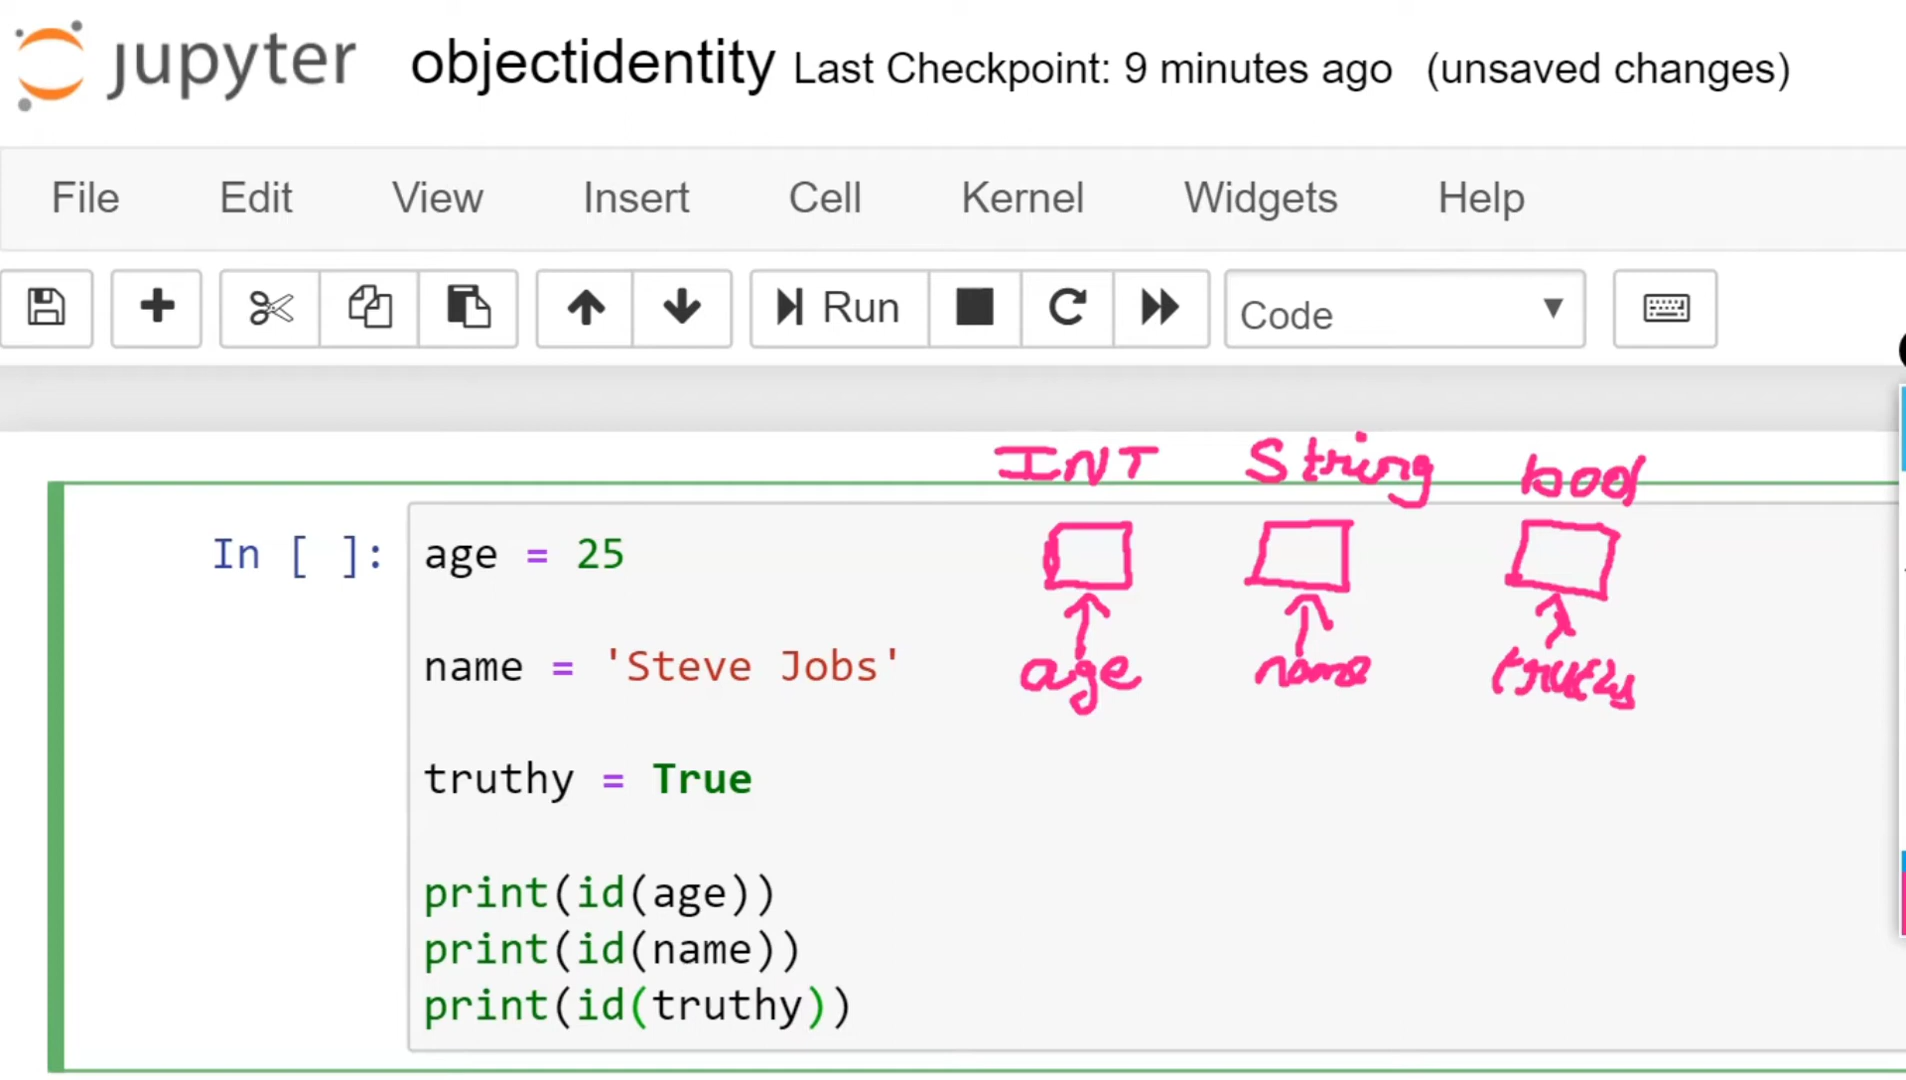 jupyter objectidentity Last Checkpoint: 9 minutes ago (unsaved changes)
File Edit View Insert Cell Kernel Widgets Help
Run Code
INT String bool
In [ ]: age = 25
name = 'Steve Jobs'
age name
truthy = True
print(id(age))
print(id(name))
print(id(truthy))